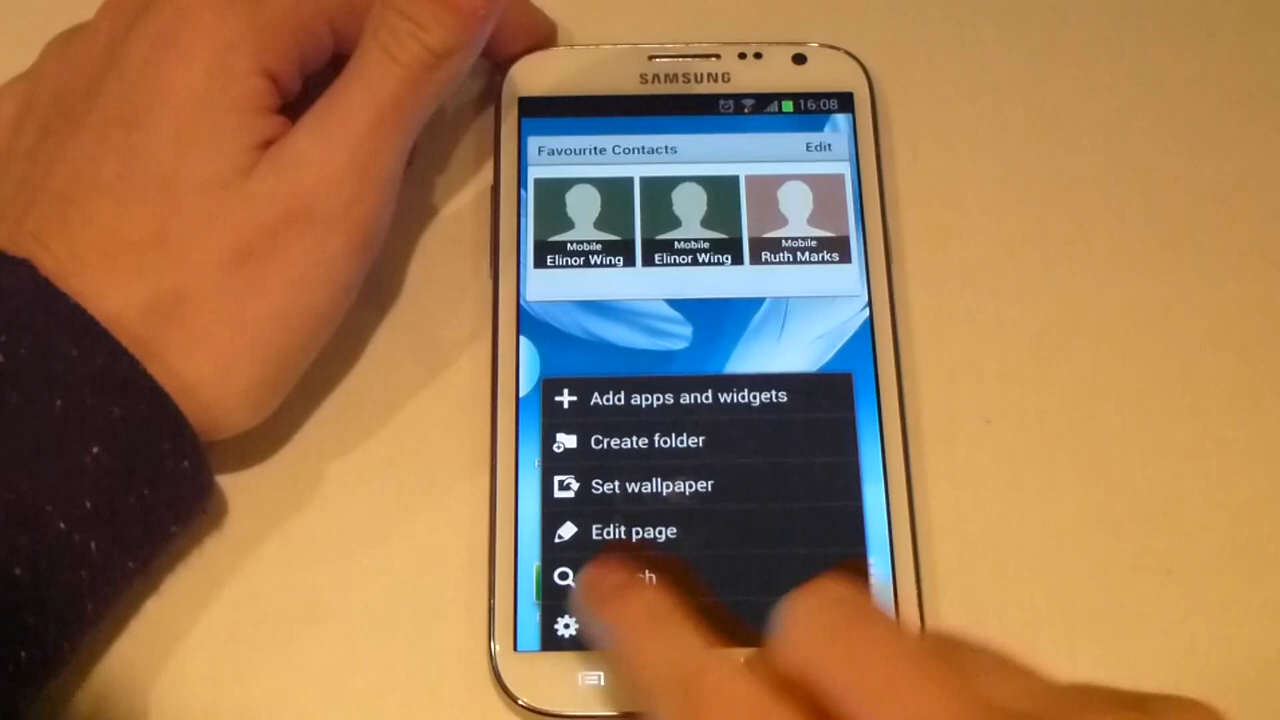 SAMSUNG
16:08
Favourite Contacts Edit
Mobile Mobile Mobile
Elinor Wing Elinor Wing Ruth Marks
Add apps and widgets
Create folder
Set wallpaper
Edit page